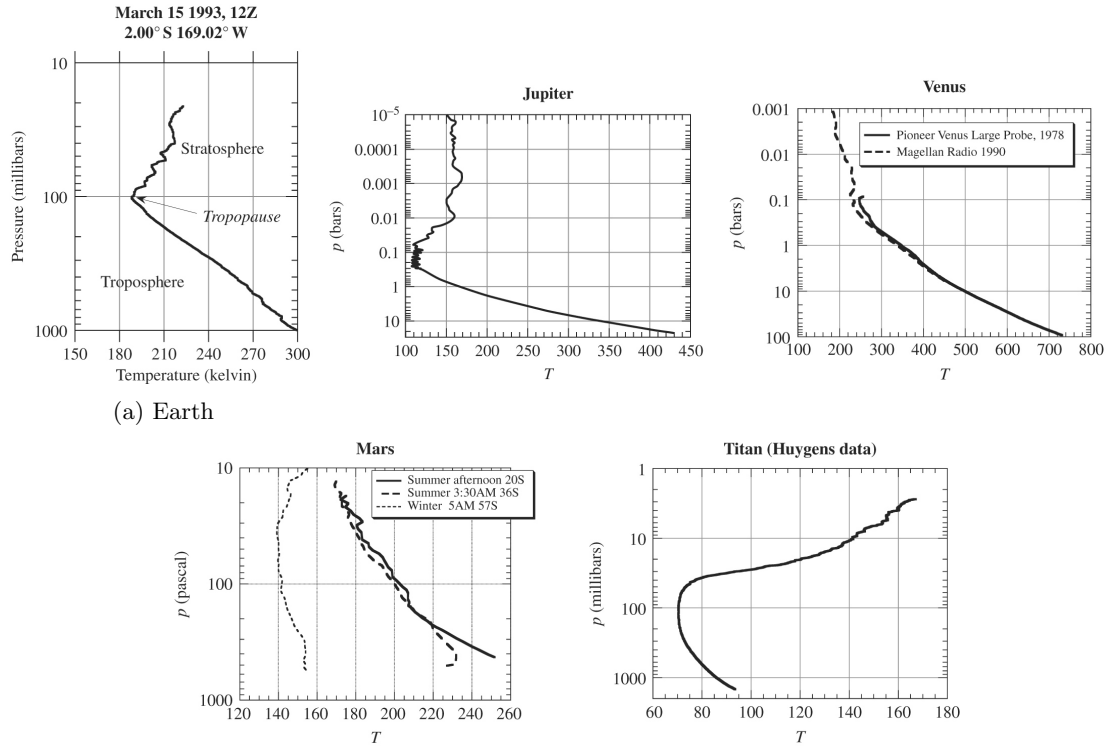 March 15 1993, 12Z
2.00° S 169.02° W
10
100
1000
150
180
210
240
270
300
Pressure (millibars)
Temperature (kelvin)
Stratosphere
Tropopause
Troposphere
(a) Earth
Jupiter
10⁻⁵
0.0001
0.001
0.01
0.1
1
10
100
150
200
250
300
350
400
450
p (bars)
T
Venus
0.001
0.01
0.1
1
10
100
100
200
300
400
500
600
700
800
p (bars)
T
Pioneer Venus Large Probe, 1978
Magellan Radio 1990
Mars
10
100
1000
120
140
160
180
200
220
240
260
p (pascal)
T
Summer afternoon 20S
Summer 3:30AM 36S
Winter 5AM 57S
Titan (Huygens data)
1
10
100
1000
60
80
100
120
140
160
180
p (millibars)
T